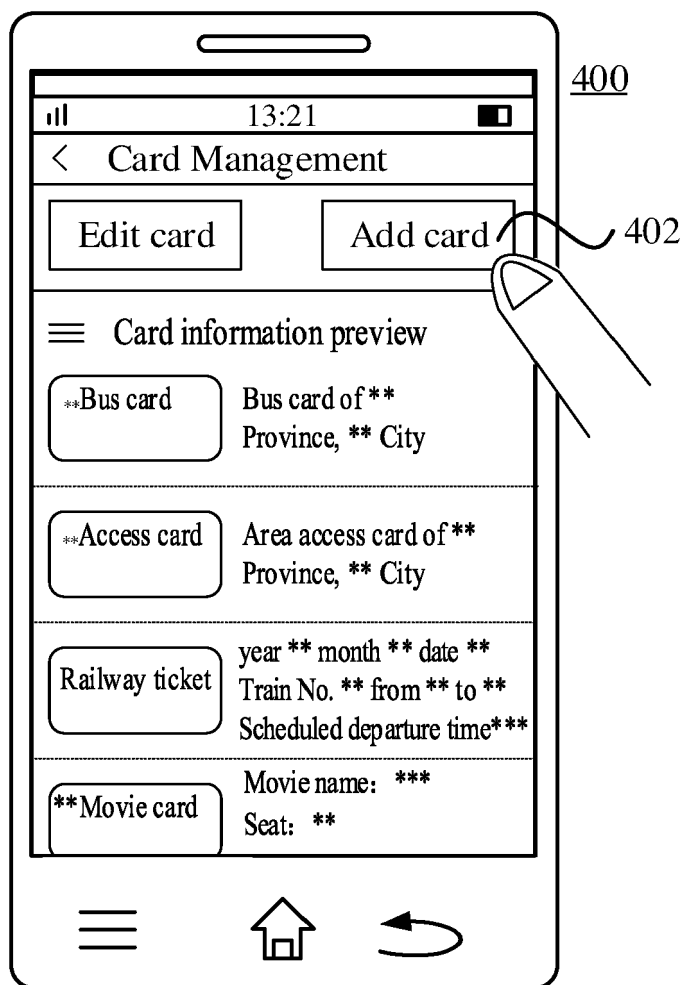 400
13:21
< Card Management
Edit card
Add card
402
Card information preview
**Bus card
Bus card of **
Province, ** City
**Access card
Area access card of **
Province, ** City
Railway ticket
year ** month ** date **
Train No. ** from ** to **
Scheduled departure time***
**Movie card
Movie name: ***
Seat: **